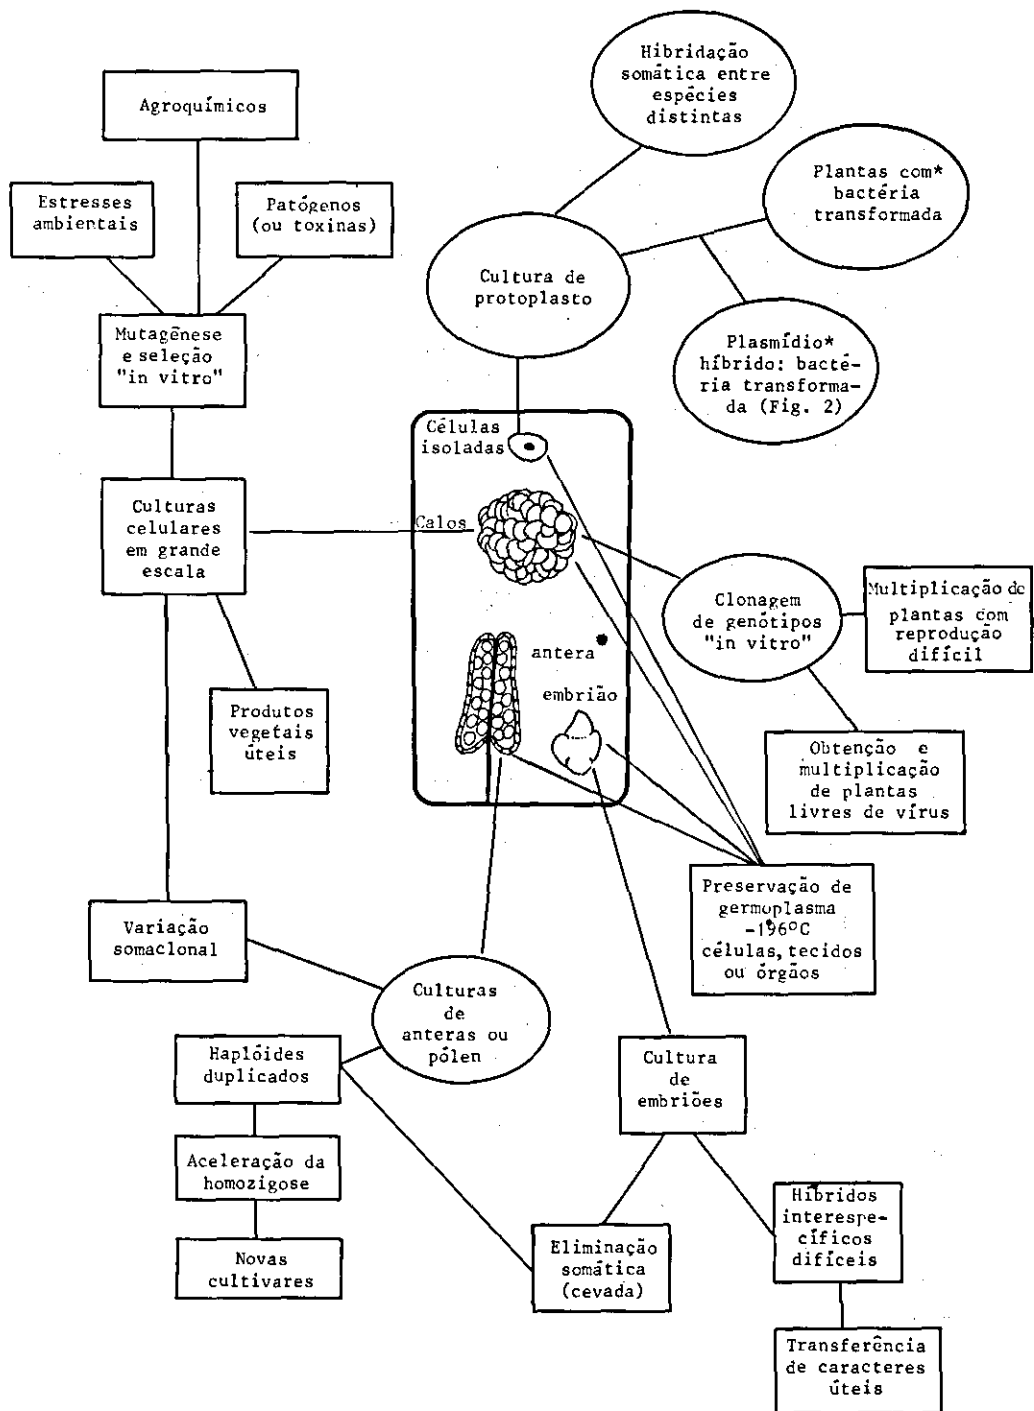 Hibridação
somática entre
espécies
distintas
Agroquímicos
Plantas com*
bactéria
transformada
Estresses
ambientais
Patógenos
(ou toxinas)
Cultura de
protoplasto
Mutagênese
e seleção
"in vitro"
Plasmídio*
híbrido: bacté-
ria transforma-
da (Fig. 2)
Células
isoladas
Culturas
celulares
em grande
escala
Calos
Clonagem
de genótipos
"in vitro"
Multiplicação de
plantas com
reprodução
difícil
antera
embrião
Produtos
vegetais
úteis
Obtenção e
multiplicação
de plantas
livres de vírus
Preservação de
germoplasma
-196ºC
células, tecidos
ou órgãos
Variação
somaclonal
Culturas
de
anteras ou
pólen
Haplóides
duplicados
Cultura
de
embriões
Aceleração da
homozigose
Híbridos
interespe-
cíficos
difíceis
Novas
cultivares
Eliminação
somática
(cevada)
Transferência
de caracteres
úteis